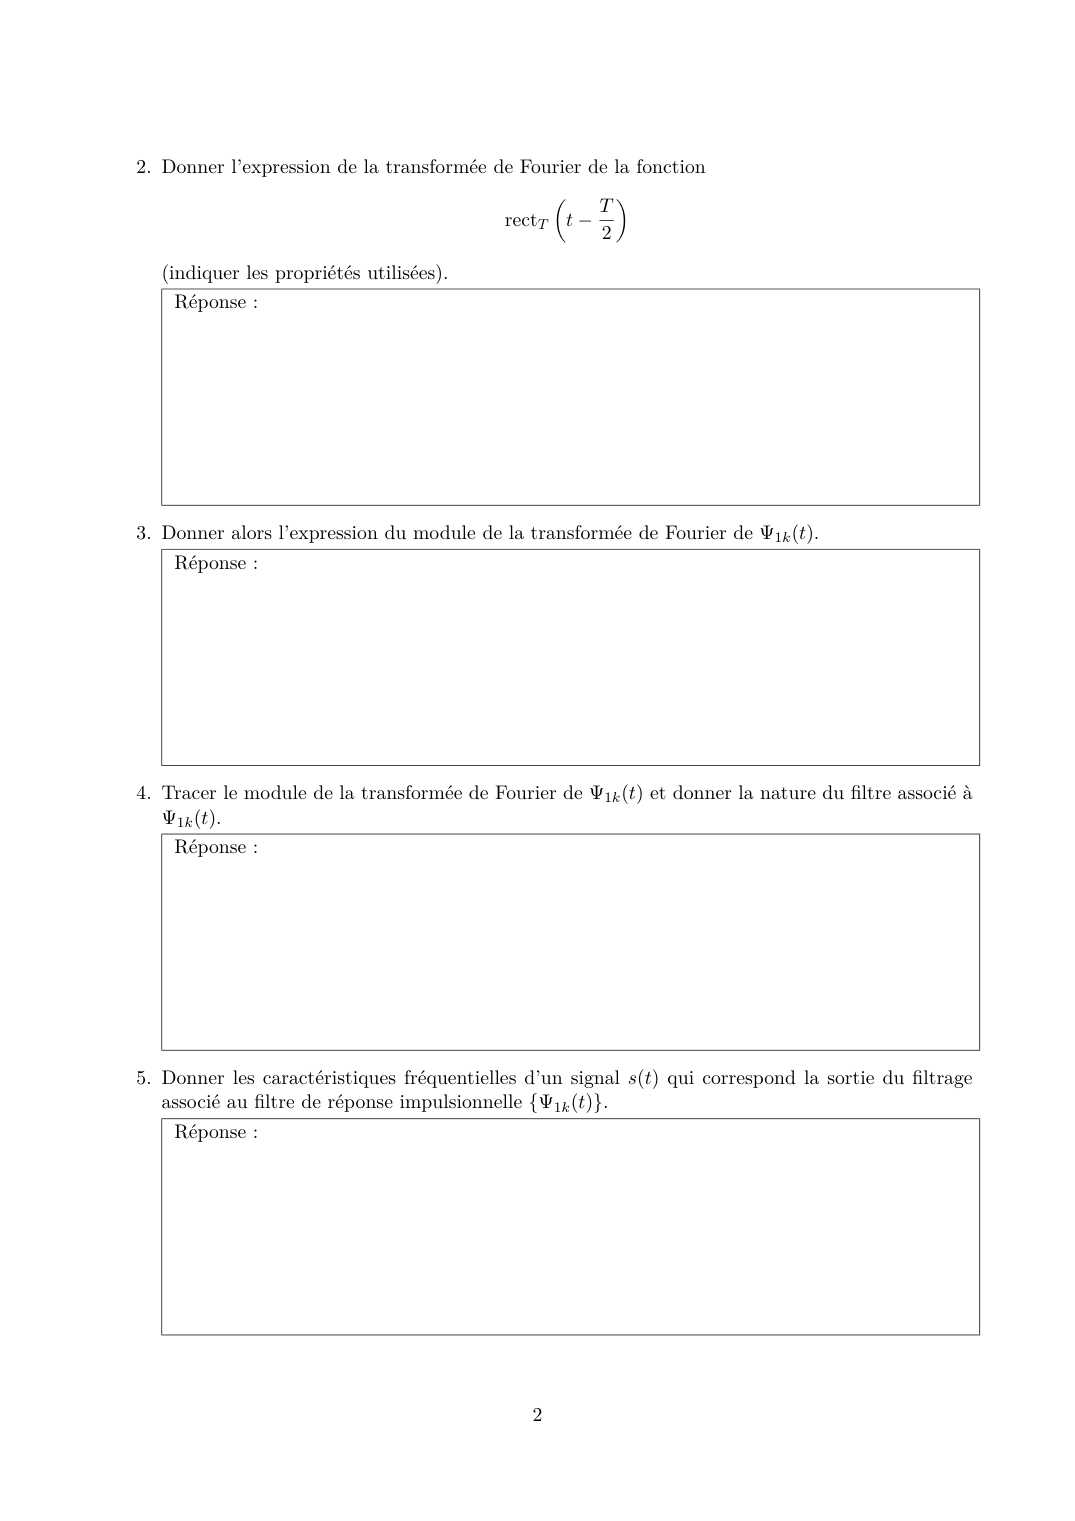 2. Donner l'expression de la transformée de Fourier de la fonction
rect_T (t − T/2)
(indiquer les propriétés utilisées).
Réponse :
3. Donner alors l'expression du module de la transformée de Fourier de Ψ_{1k}(t).
Réponse :
4. Tracer le module de la transformée de Fourier de Ψ_{1k}(t) et donner la nature du filtre associé à
Ψ_{1k}(t).
Réponse :
5. Donner les caractéristiques fréquentielles d'un signal s(t) qui correspond la sortie du filtrage
associé au filtre de réponse impulsionnelle {Ψ_{1k}(t)}.
Réponse :
2